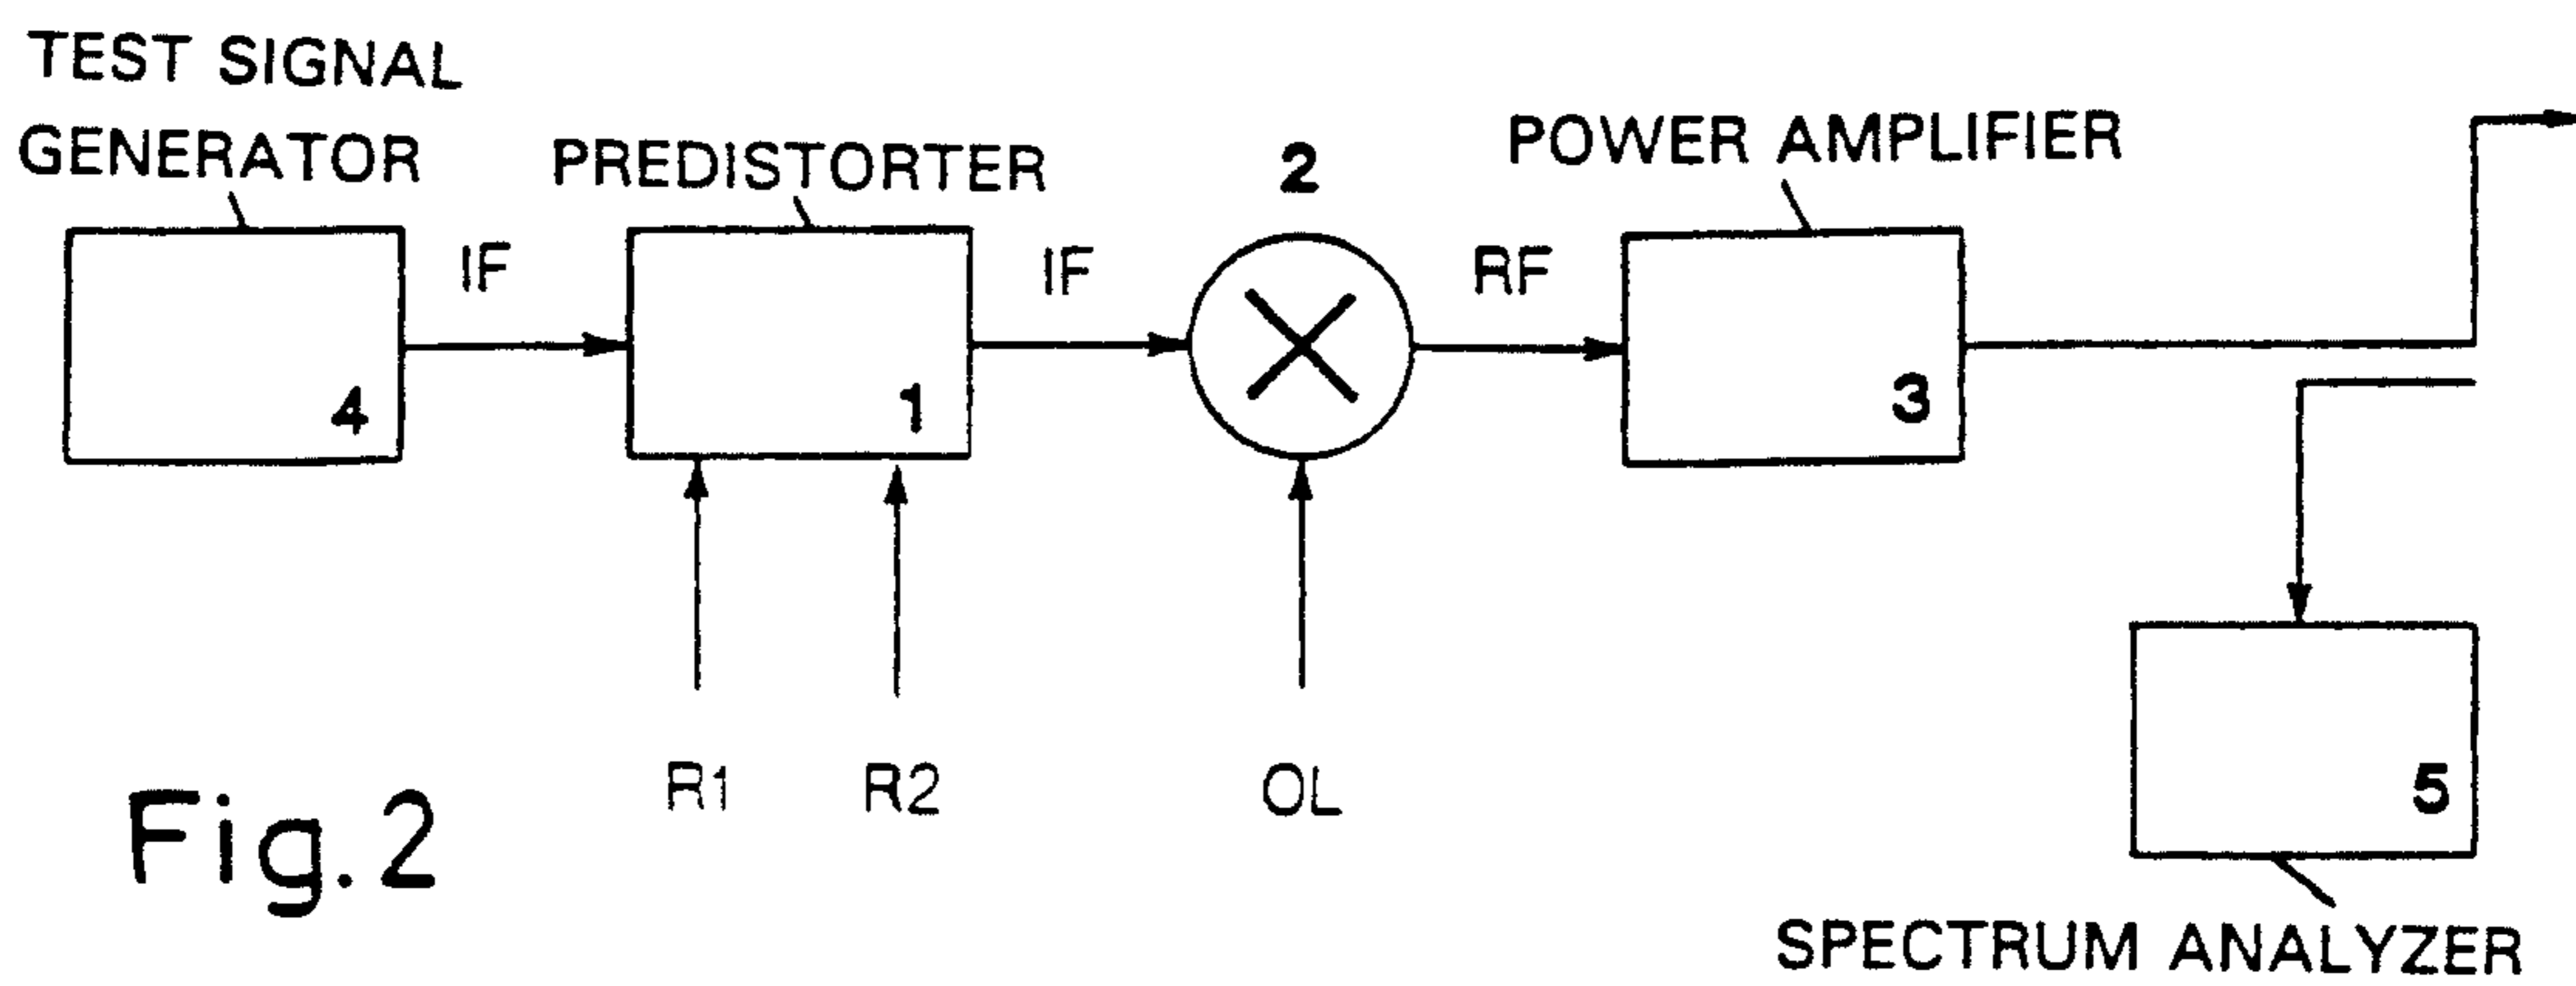 TEST SIGNAL
GENERATOR
PREDISTORTER
2
POWER AMPLIFIER
IF
IF
RF
4
1
3
R1
R2
OL
5
Fig.2
SPECTRUM ANALYZER